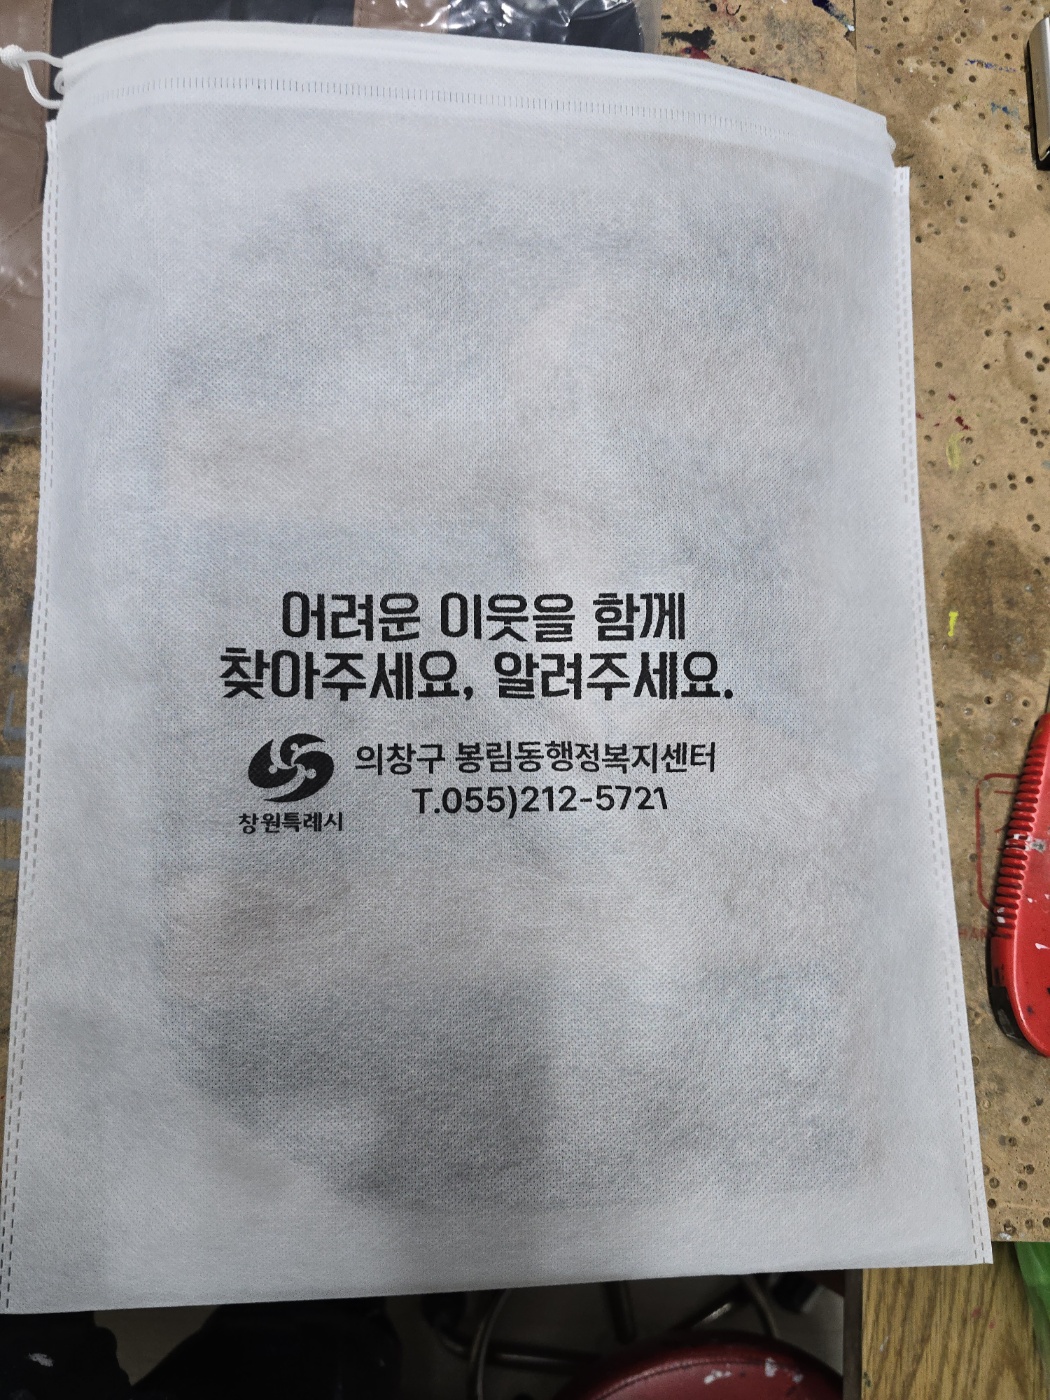 어려운 이웃을 함께
찾아주세요, 알려주세요.
의창구 봉림동행정복지센터
T.055)212-5721
창원특례시